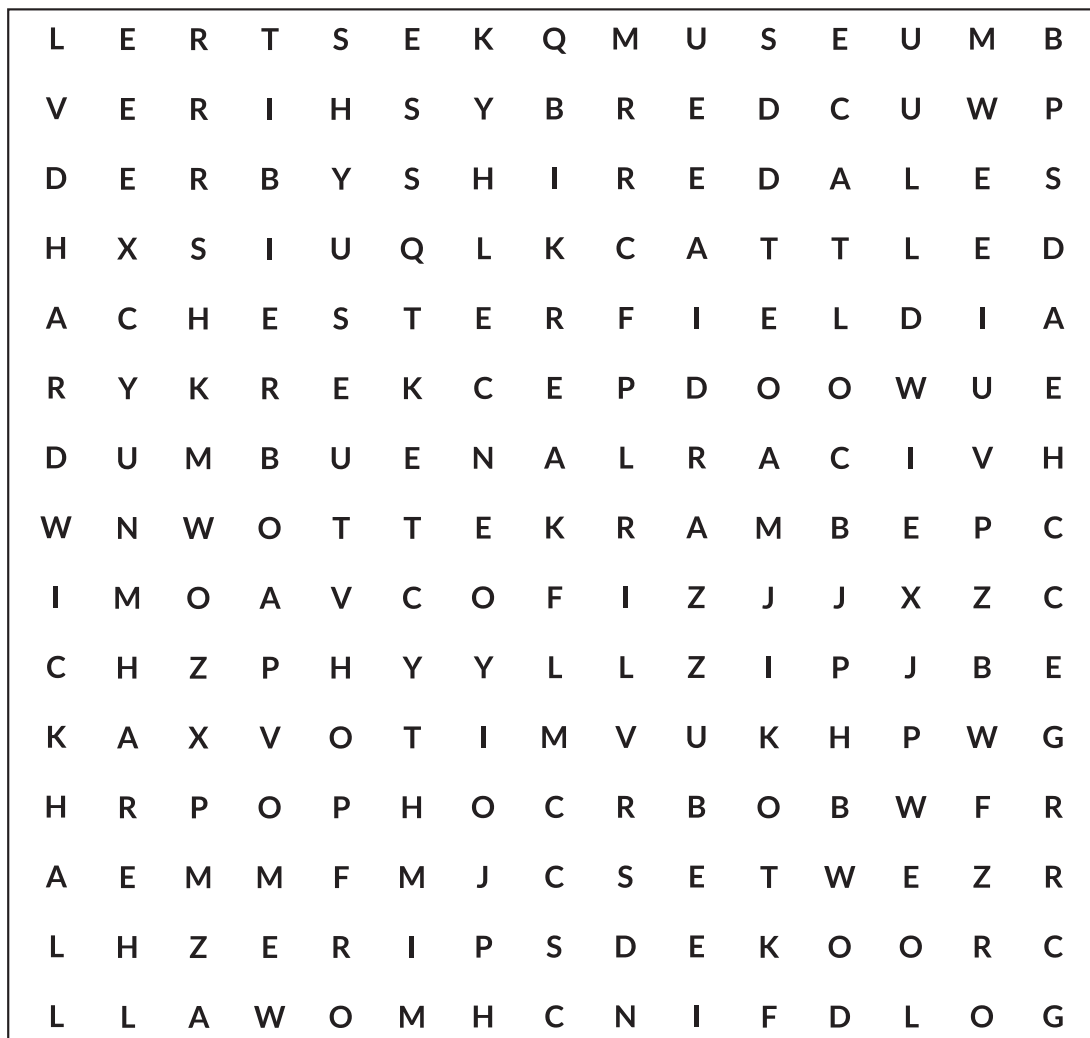 L E R T S E K Q M U S E U M B
V E R I H S Y B R E D C U W P
D E R B Y S H I R E D A L E S
H X S I U Q L K C A T T L E D
A C H E S T E R F I E L D I A
R Y K R E K C E P D O O W U E
D U M B U E N A L R A C I V H
W N W O T T E K R A M B E P C
I M O A V C O F I Z J J X Z C
C H Z P H Y Y L L Z I P J B E
K A X V O T I M V U K H P W G
H R P O P H O C R B O B W F R
A E M M F M J C S E T W E Z R
L H Z E R I P S D E K O O R C
L L A W O M H C N I F D L O G